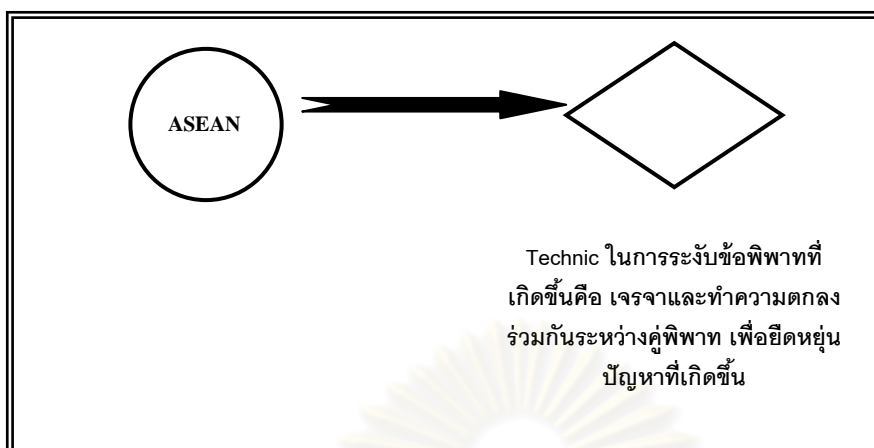 ASEAN
Technic ในการระงับข้อพิพาทที่
เกิดขึ้นคือ เจรจาและทำความตกลง
ร่วมกันระหว่างคู่พิพาท เพื่อยืดหยุ่น
ปัญหาที่เกิดขึ้น